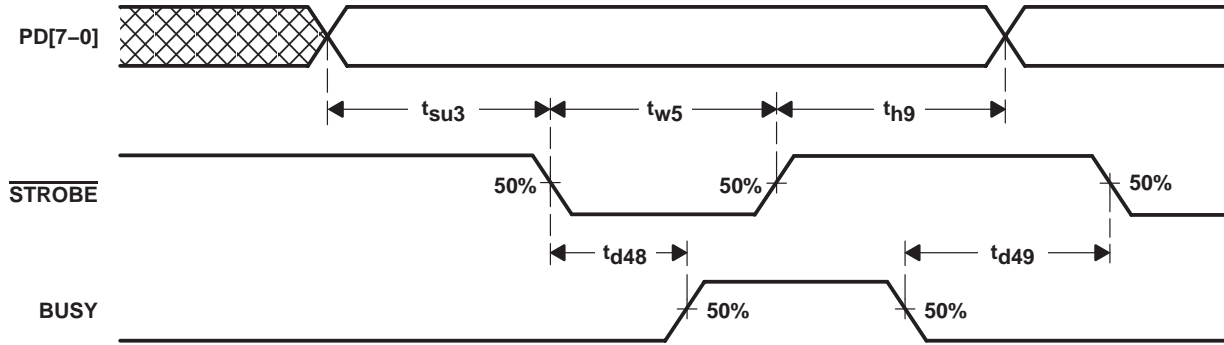 PD[7–0]
tsu3 tw5 th9
STROBE 50% 50% 50%
td48 td49
BUSY 50% 50%